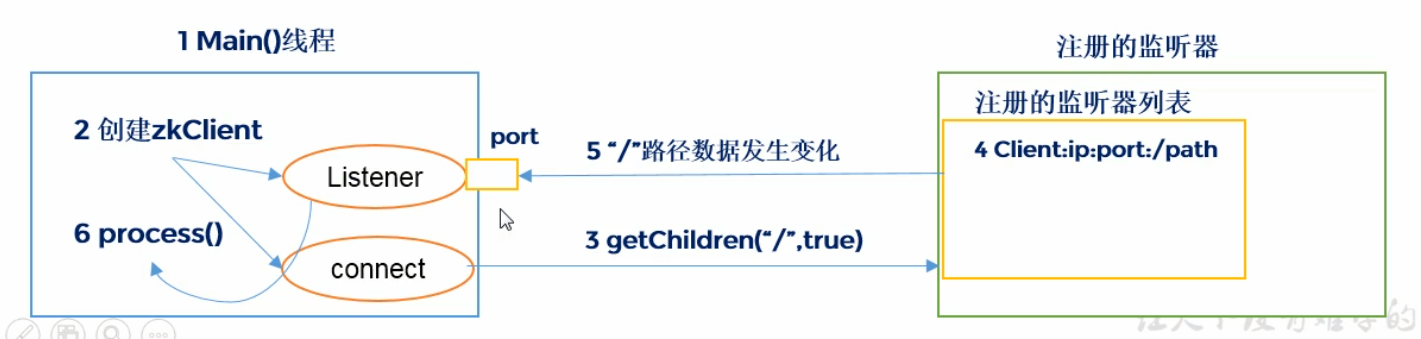 1 Main()线程
注册的监听器
注册的监听器列表
2 创建zkClient
port
5 “/”路径数据发生变化
4 Client:ip:port:/path
Listener
6 process()
3 getChildren(“/”,true)
connect